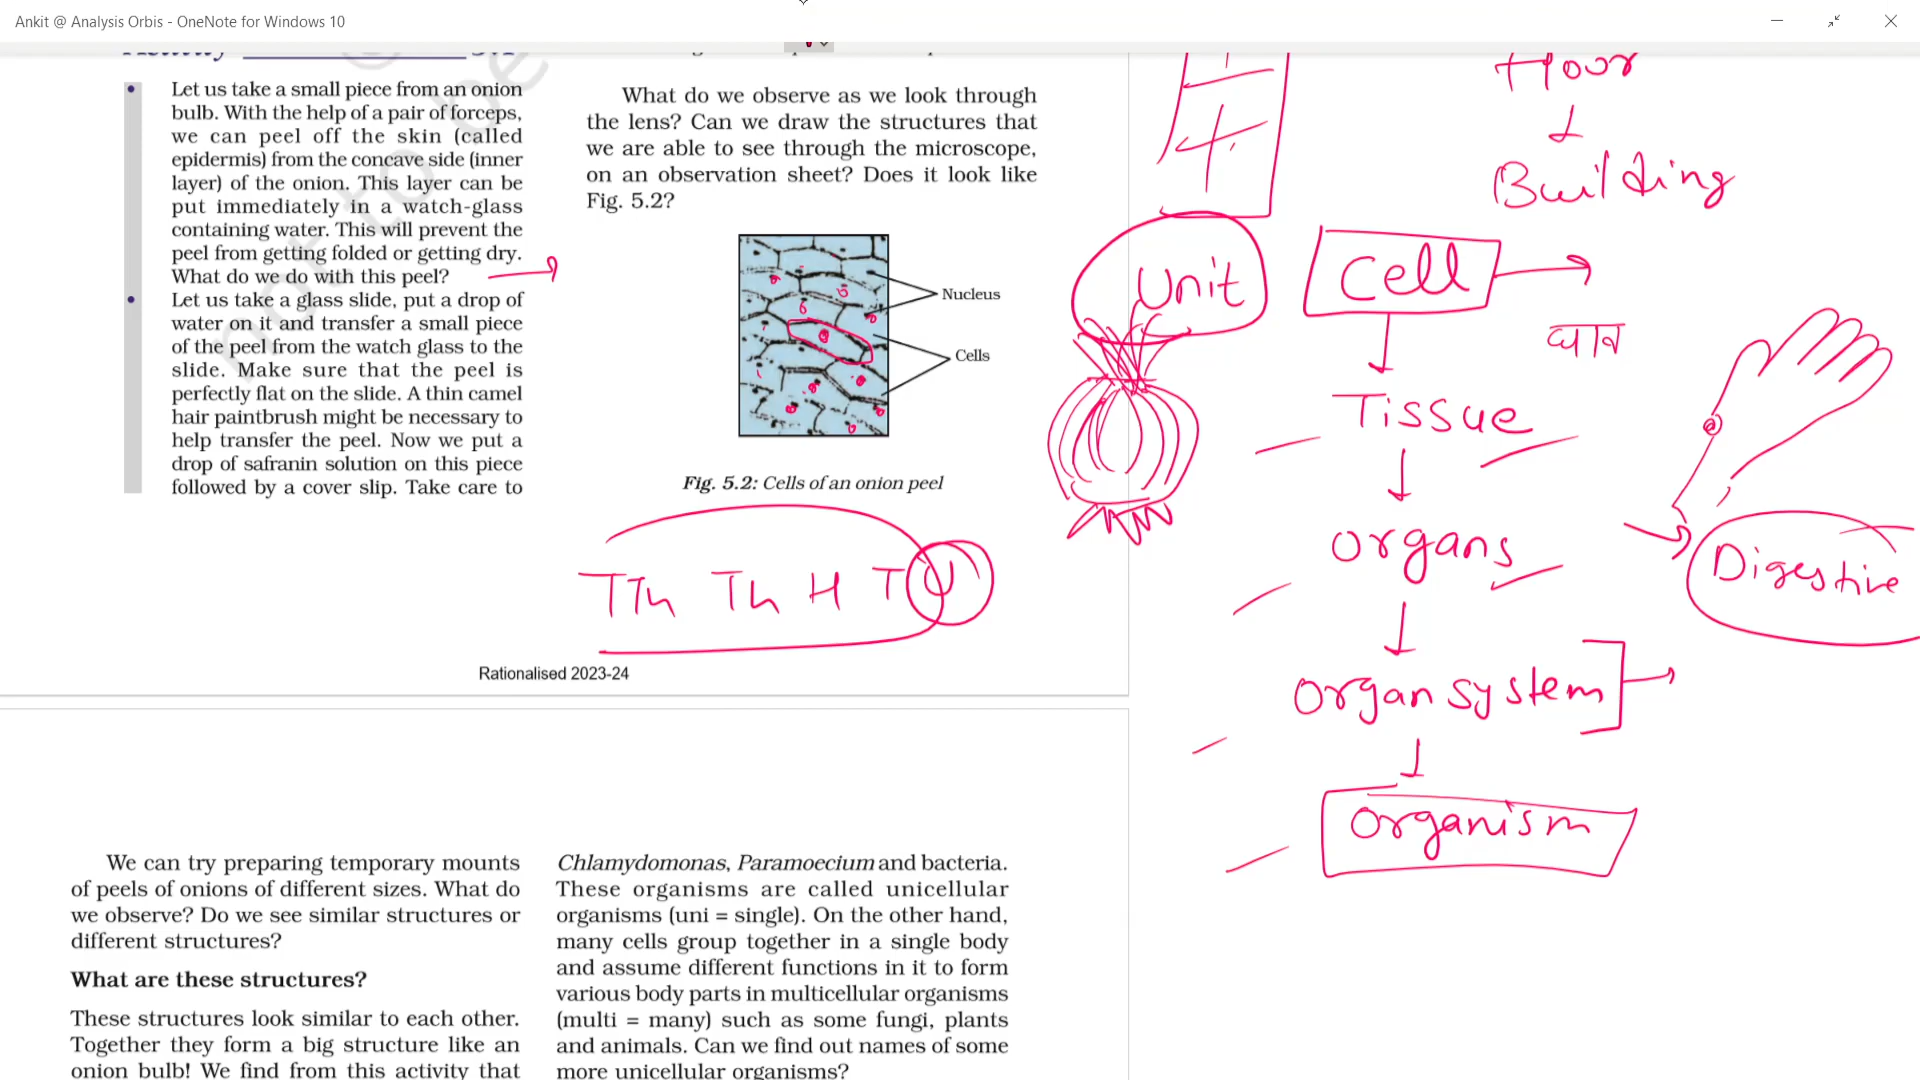 Ankit @ Analysis Orbis - OneNote for Windows 10
Let us take a small piece from an onion
bulb. With the help of a pair of forceps,
we can peel off the skin (called
epidermis) from the concave side (inner
layer) of the onion. This layer can be
put immediately in a watch-glass
containing water. This will prevent the
peel from getting folded or getting dry.
What do we do with this peel?
Let us take a glass slide, put a drop of
water on it and transfer a small piece
of the peel from the watch glass to the
slide. Make sure that the peel is
perfectly flat on the slide. A thin camel
hair paintbrush might be necessary to
help transfer the peel. Now we put a
drop of safranin solution on this piece
followed by a cover slip. Take care to
not to be
What do we observe as we look through
the lens? Can we draw the structures that
we are able to see through the microscope,
on an observation sheet? Does it look like
Fig. 5.2?
Nucleus
Cells
Fig. 5.2: Cells of an onion peel
TTh Th H T U
Rationalised 2023-24
Floor
Building
Unit
Cell
Tissue
Organs
Digestive
Organ system
Organism
We can try preparing temporary mounts
of peels of onions of different sizes. What do
we observe? Do we see similar structures or
different structures?
What are these structures?
These structures look similar to each other.
Together they form a big structure like an
onion bulb! We find from this activity that
Chlamydomonas, Paramoecium and bacteria.
These organisms are called unicellular
organisms (uni = single). On the other hand,
many cells group together in a single body
and assume different functions in it to form
various body parts in multicellular organisms
(multi = many) such as some fungi, plants
and animals. Can we find out names of some
more unicellular organisms?